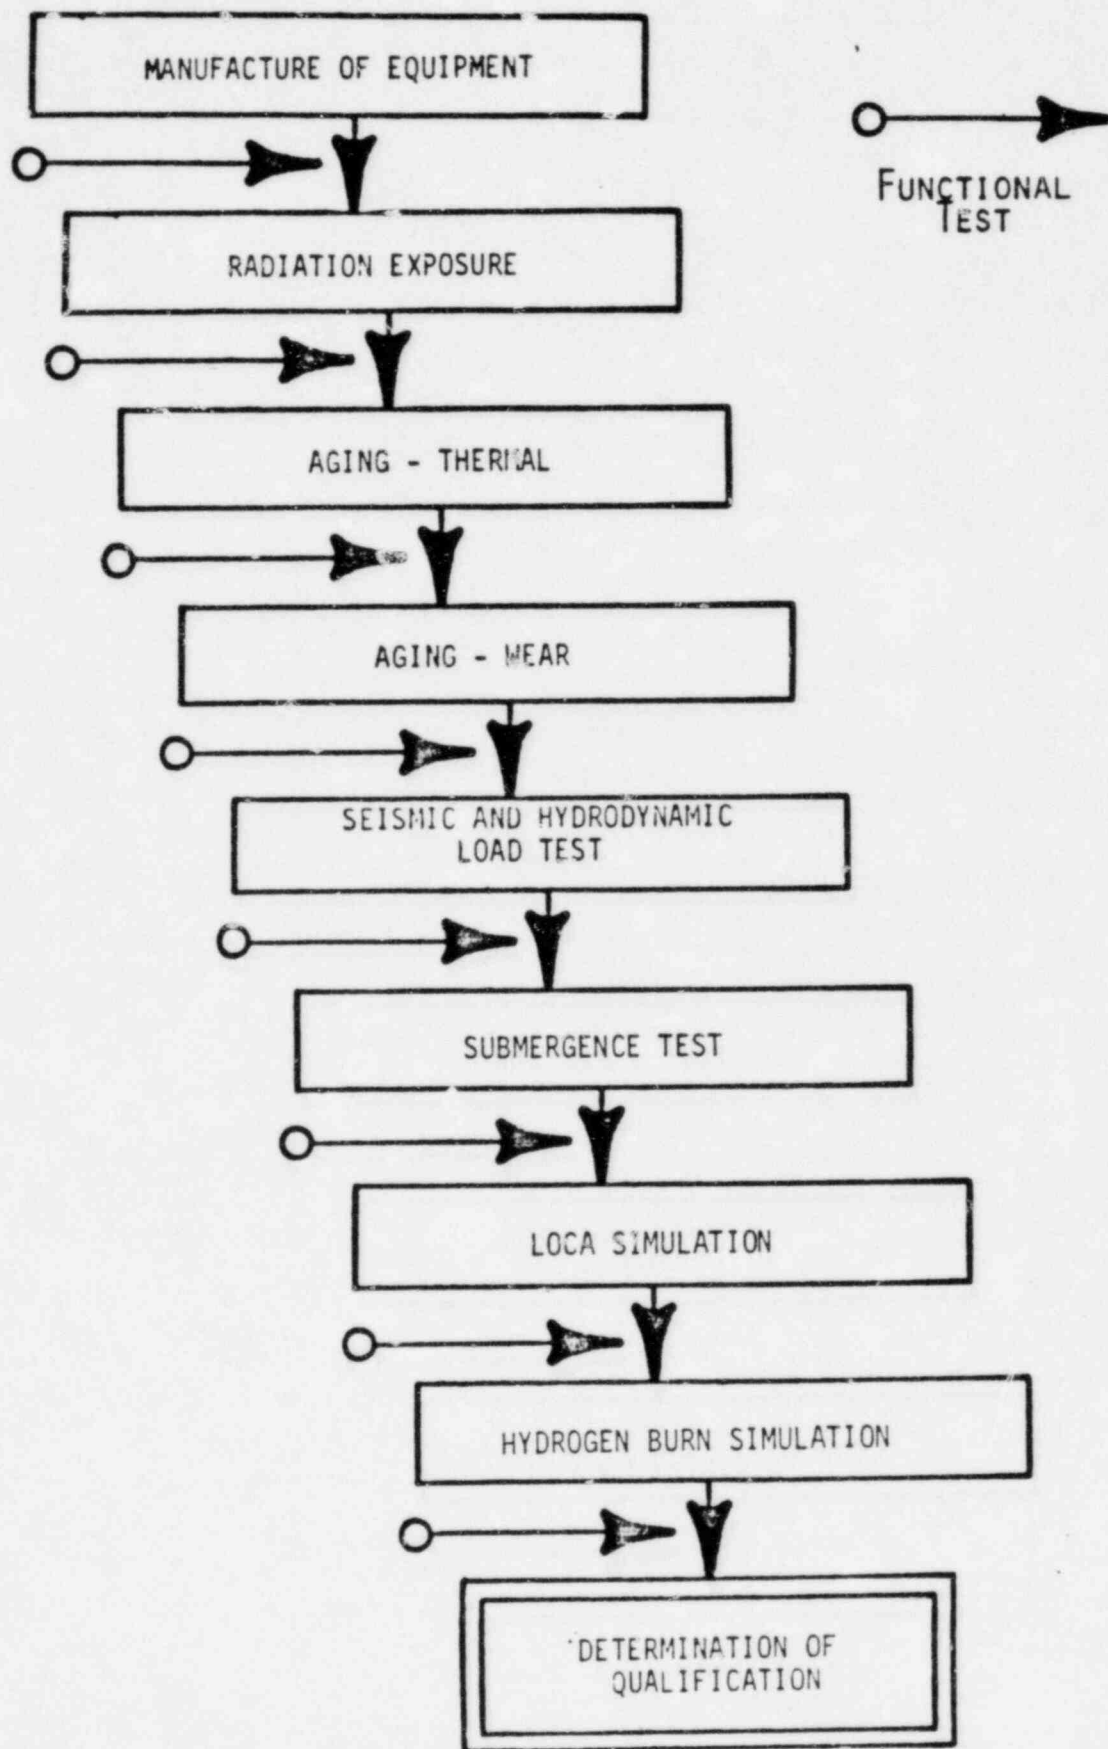 MANUFACTURE OF EQUIPMENT
FUNCTIONAL
TEST
RADIATION EXPOSURE
AGING - THERMAL
AGING - WEAR
SEISMIC AND HYDRODYNAMIC
LOAD TEST
SUBMERGENCE TEST
LOCA SIMULATION
HYDROGEN BURN SIMULATION
DETERMINATION OF
QUALIFICATION